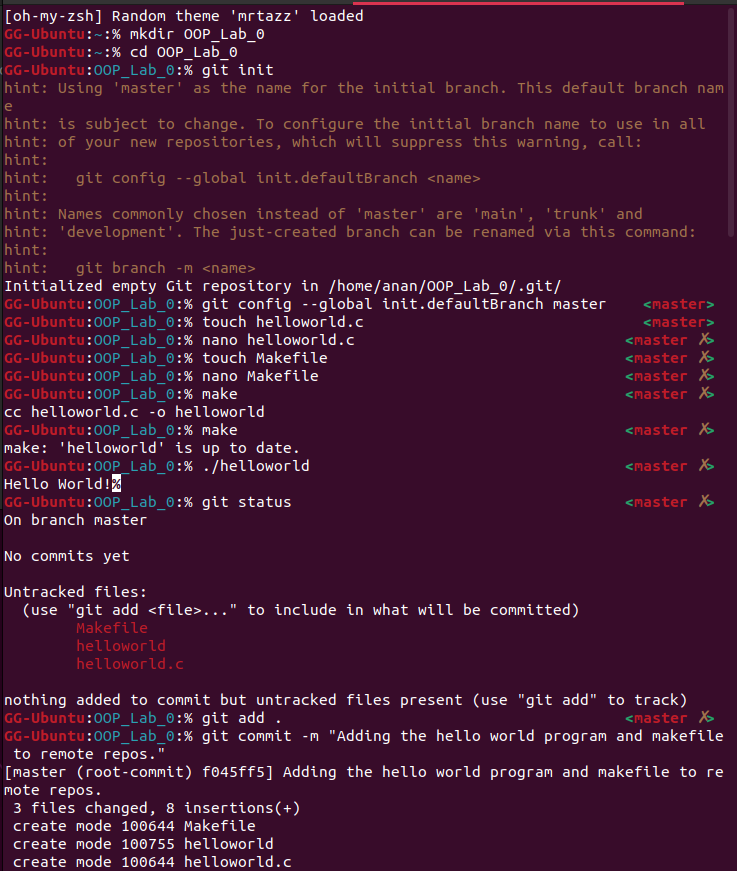 [oh-my-zsh] Random theme 'mrtazz' loaded
GG-Ubuntu:~:% mkdir OOP_Lab_0
GG-Ubuntu:~:% cd OOP_Lab_0
GG-Ubuntu:OOP_Lab_0:% git init
hint: Using 'master' as the name for the initial branch. This default branch nam
e
hint: is subject to change. To configure the initial branch name to use in all
hint: of your new repositories, which will suppress this warning, call:
hint:
hint:   git config --global init.defaultBranch <name>
hint:
hint: Names commonly chosen instead of 'master' are 'main', 'trunk' and
hint: 'development'. The just-created branch can be renamed via this command:
hint:
hint:   git branch -m <name>
Initialized empty Git repository in /home/anan/OOP_Lab_0/.git/
GG-Ubuntu:OOP_Lab_0:% git config --global init.defaultBranch master    <master>
GG-Ubuntu:OOP_Lab_0:% touch helloworld.c                               <master>
GG-Ubuntu:OOP_Lab_0:% nano helloworld.c                              <master ✗>
GG-Ubuntu:OOP_Lab_0:% touch Makefile                                 <master ✗>
GG-Ubuntu:OOP_Lab_0:% nano Makefile                                  <master ✗>
GG-Ubuntu:OOP_Lab_0:% make                                           <master ✗>
cc helloworld.c -o helloworld
GG-Ubuntu:OOP_Lab_0:% make                                           <master ✗>
make: 'helloworld' is up to date.
GG-Ubuntu:OOP_Lab_0:% ./helloworld                                   <master ✗>
Hello World!%
GG-Ubuntu:OOP_Lab_0:% git status                                     <master ✗>
On branch master

No commits yet

Untracked files:
  (use "git add <file>..." to include in what will be committed)
        Makefile
        helloworld
        helloworld.c

nothing added to commit but untracked files present (use "git add" to track)
GG-Ubuntu:OOP_Lab_0:% git add .                                      <master ✗>
GG-Ubuntu:OOP_Lab_0:% git commit -m "Adding the hello world program and makefile
 to remote repos."
[master (root-commit) f045ff5] Adding the hello world program and makefile to re
mote repos.
 3 files changed, 8 insertions(+)
 create mode 100644 Makefile
 create mode 100755 helloworld
 create mode 100644 helloworld.c